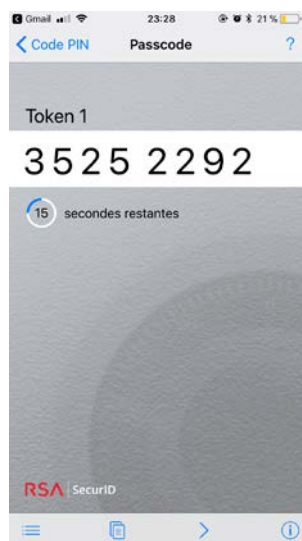 Gmail 23:28 21 %
Code PIN Passcode ?
Token 1
3525 2292
15 secondes restantes
RSA SecurID